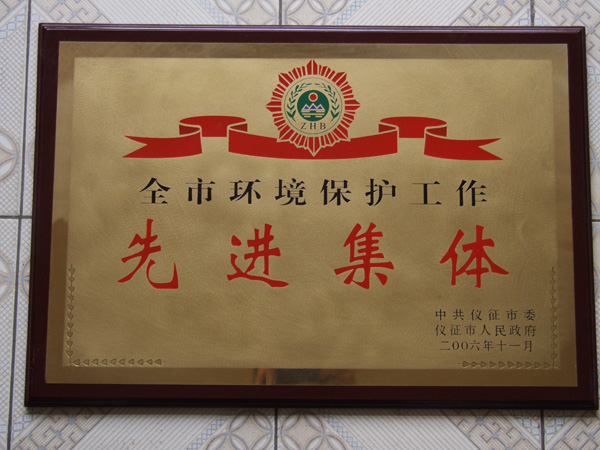 ZHB
全市环境保护工作
先进集体
中共仪征市委
仪征市人民政府
二00六年十一月